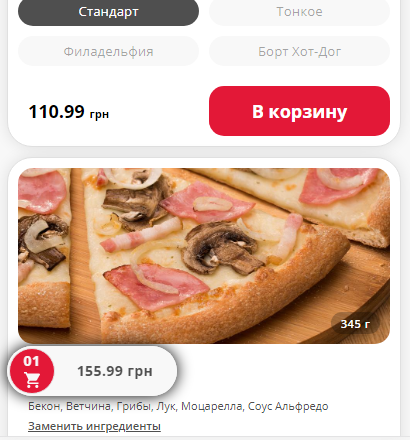 Стандарт
Тонкое
Филадельфия
Борт Хот-Дог
110.99 грн
В корзину
345 г
01
155.99 грн
Бекон, Ветчина, Грибы, Лук, Моцарелла, Соус Альфредо
Заменить ингредиенты